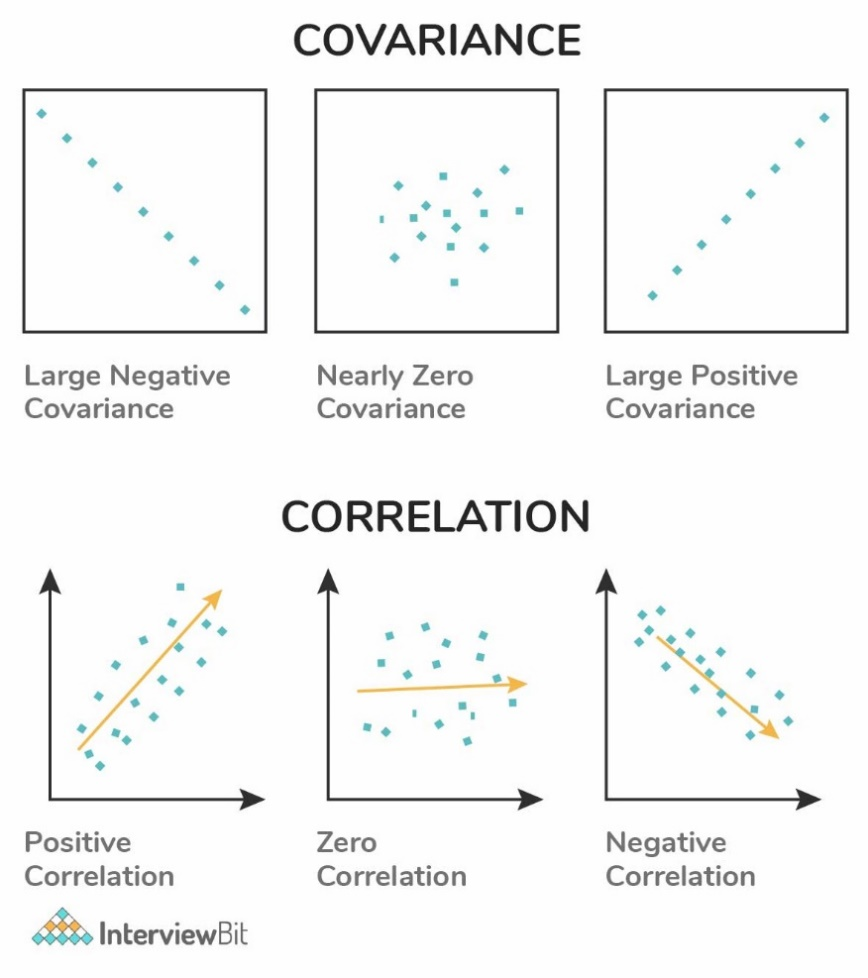 COVARIANCE
Large Negative
Covariance
Nearly Zero
Covariance
Large Positive
Covariance
CORRELATION
Positive
Correlation
Zero
Correlation
Negative
Correlation
InterviewBit